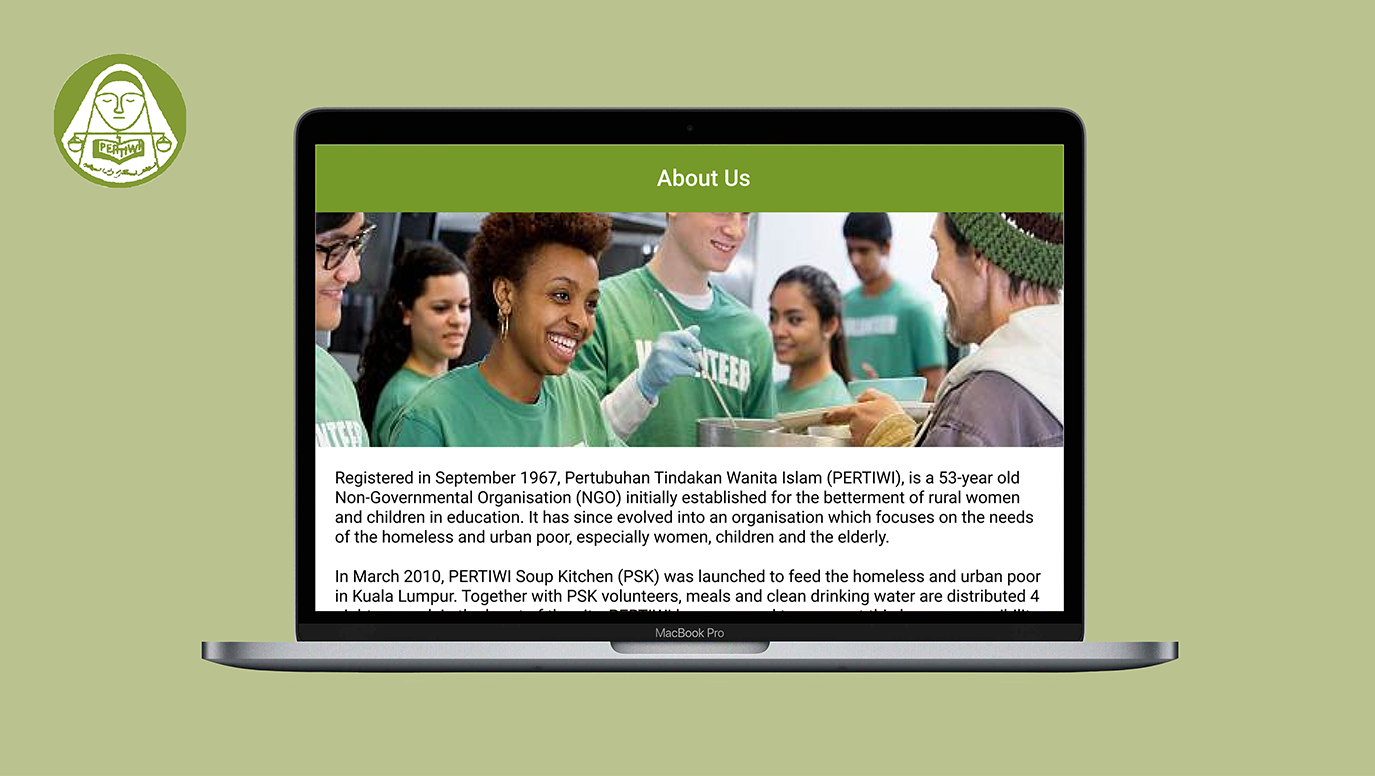 PERTIWI
About Us
VOLUNTEER
VOLUNTEER
Registered in September 1967, Pertubuhan Tindakan Wanita Islam (PERTIWI), is a 53-year old
Non-Governmental Organisation (NGO) initially established for the betterment of rural women
and children in education. It has since evolved into an organisation which focuses on the needs
of the homeless and urban poor, especially women, children and the elderly.
In March 2010, PERTIWI Soup Kitchen (PSK) was launched to feed the homeless and urban poor
in Kuala Lumpur. Together with PSK volunteers, meals and clean drinking water are distributed 4
MacBook Pro